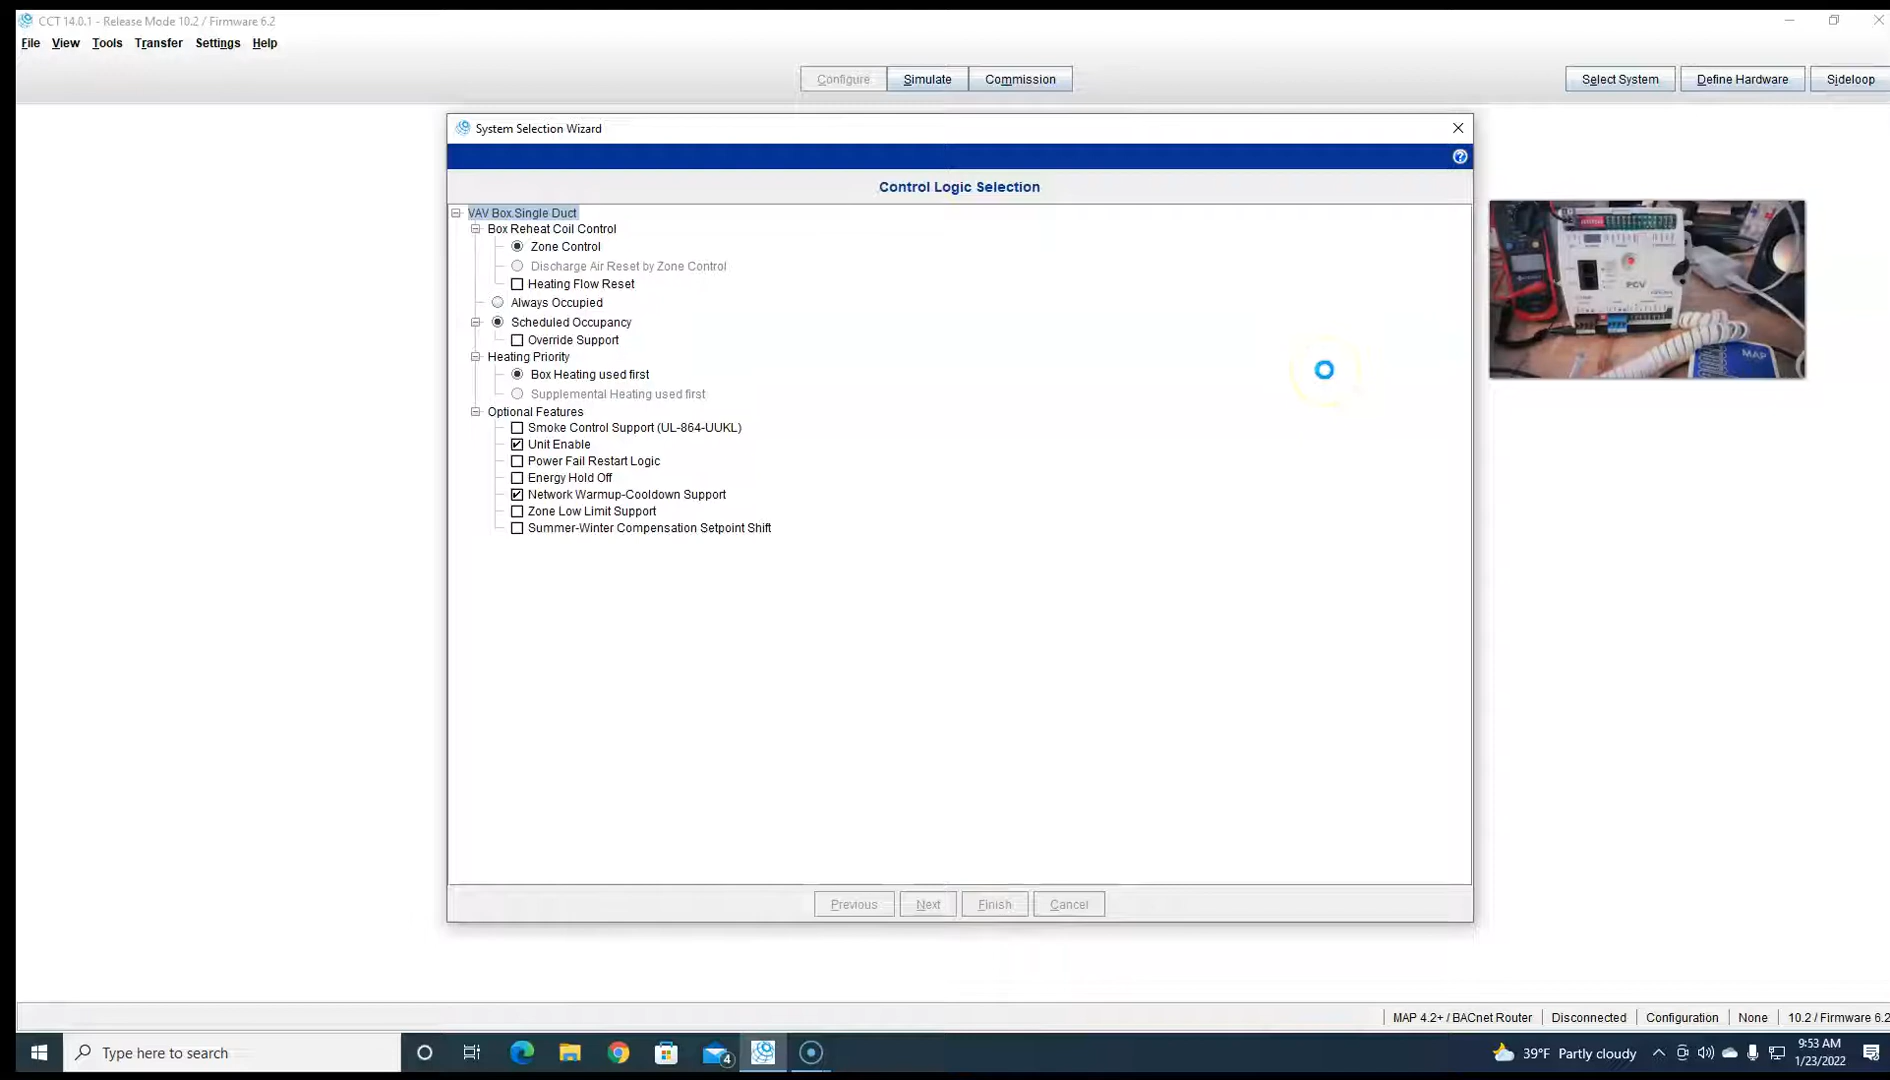 CCT 14.0.1 - Release Mode 10.2 / Firmware 6.2
File View Tools Transfer Settings Help
Configure Simulate Commission Select System Define Hardware Sideloop
System Selection Wizard
Control Logic Selection
VAV Box.Single Duct
Box Reheat Coil Control
Zone Control
Discharge Air Reset by Zone Control
Heating Flow Reset
Always Occupied
Scheduled Occupancy
Override Support
Heating Priority
Box Heating used first
Supplemental Heating used first
Optional Features
Smoke Control Support (UL-864-UUKL)
Unit Enable
Power Fail Restart Logic
Energy Hold Off
Network Warmup-Cooldown Support
Zone Low Limit Support
Summer-Winter Compensation Setpoint Shift
PCV
MAP
Previous Next Finish Cancel
MAP 4.2+ / BACnet Router Disconnected Configuration None 10.2 / Firmware 6.2
Type here to search
4
39°F Partly cloudy
9:53 AM
1/23/2022